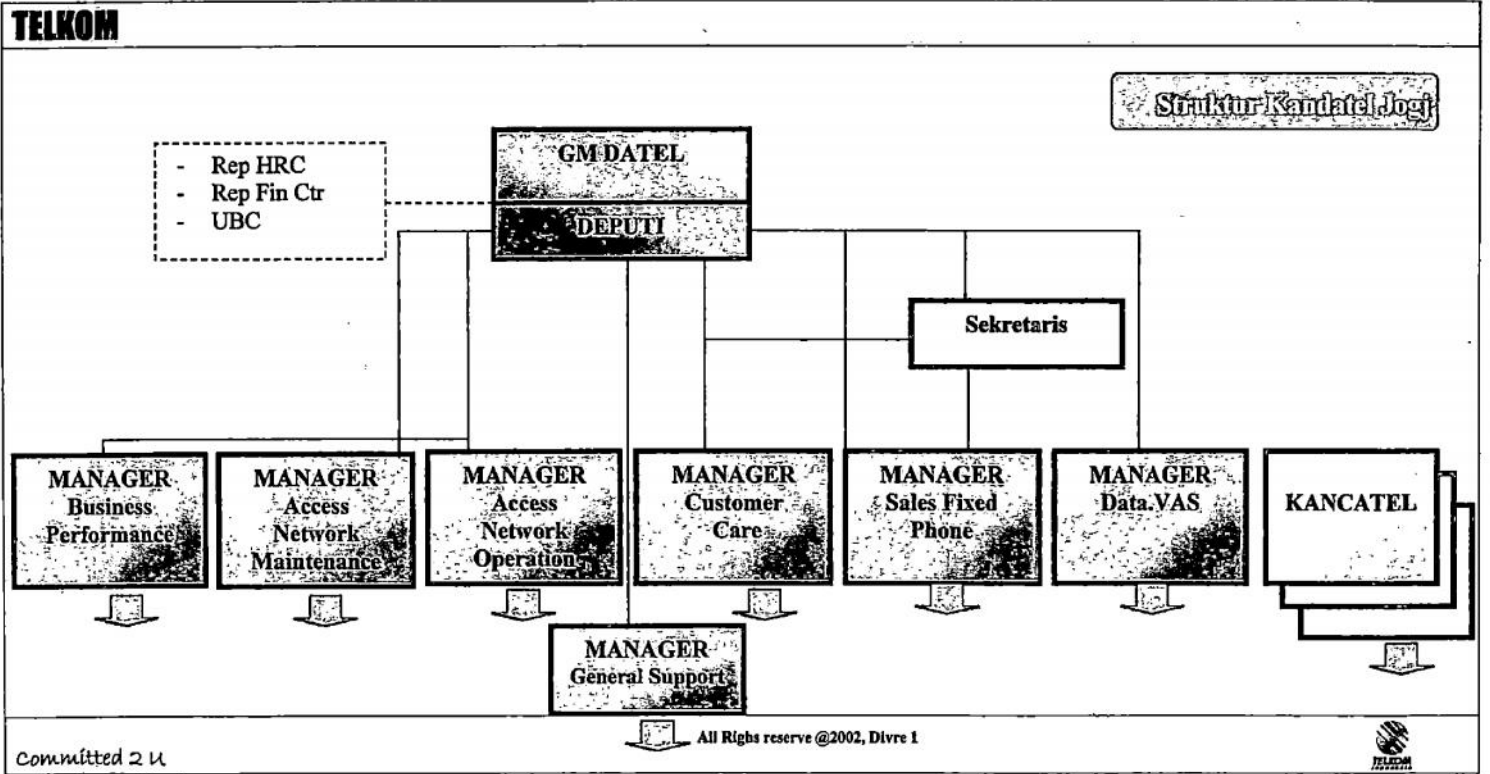 TELKOM
Struktur Kandatel Jogj
- Rep HRC
- Rep Fin Ctr
- UBC
GM DATEL
DEPUTI
Sekretaris
MANAGER
Business
Performance
MANAGER
Access
Network
Maintenance
MANAGER
Access
Network
Operation
MANAGER
Customer
Care
MANAGER
Sales Fixed
Phone
MANAGER
Data.VAS
KANCATEL
MANAGER
General Support
All Righs reserve @2002, Divre 1
Committed 2 U
TELKOM
INDONESIA